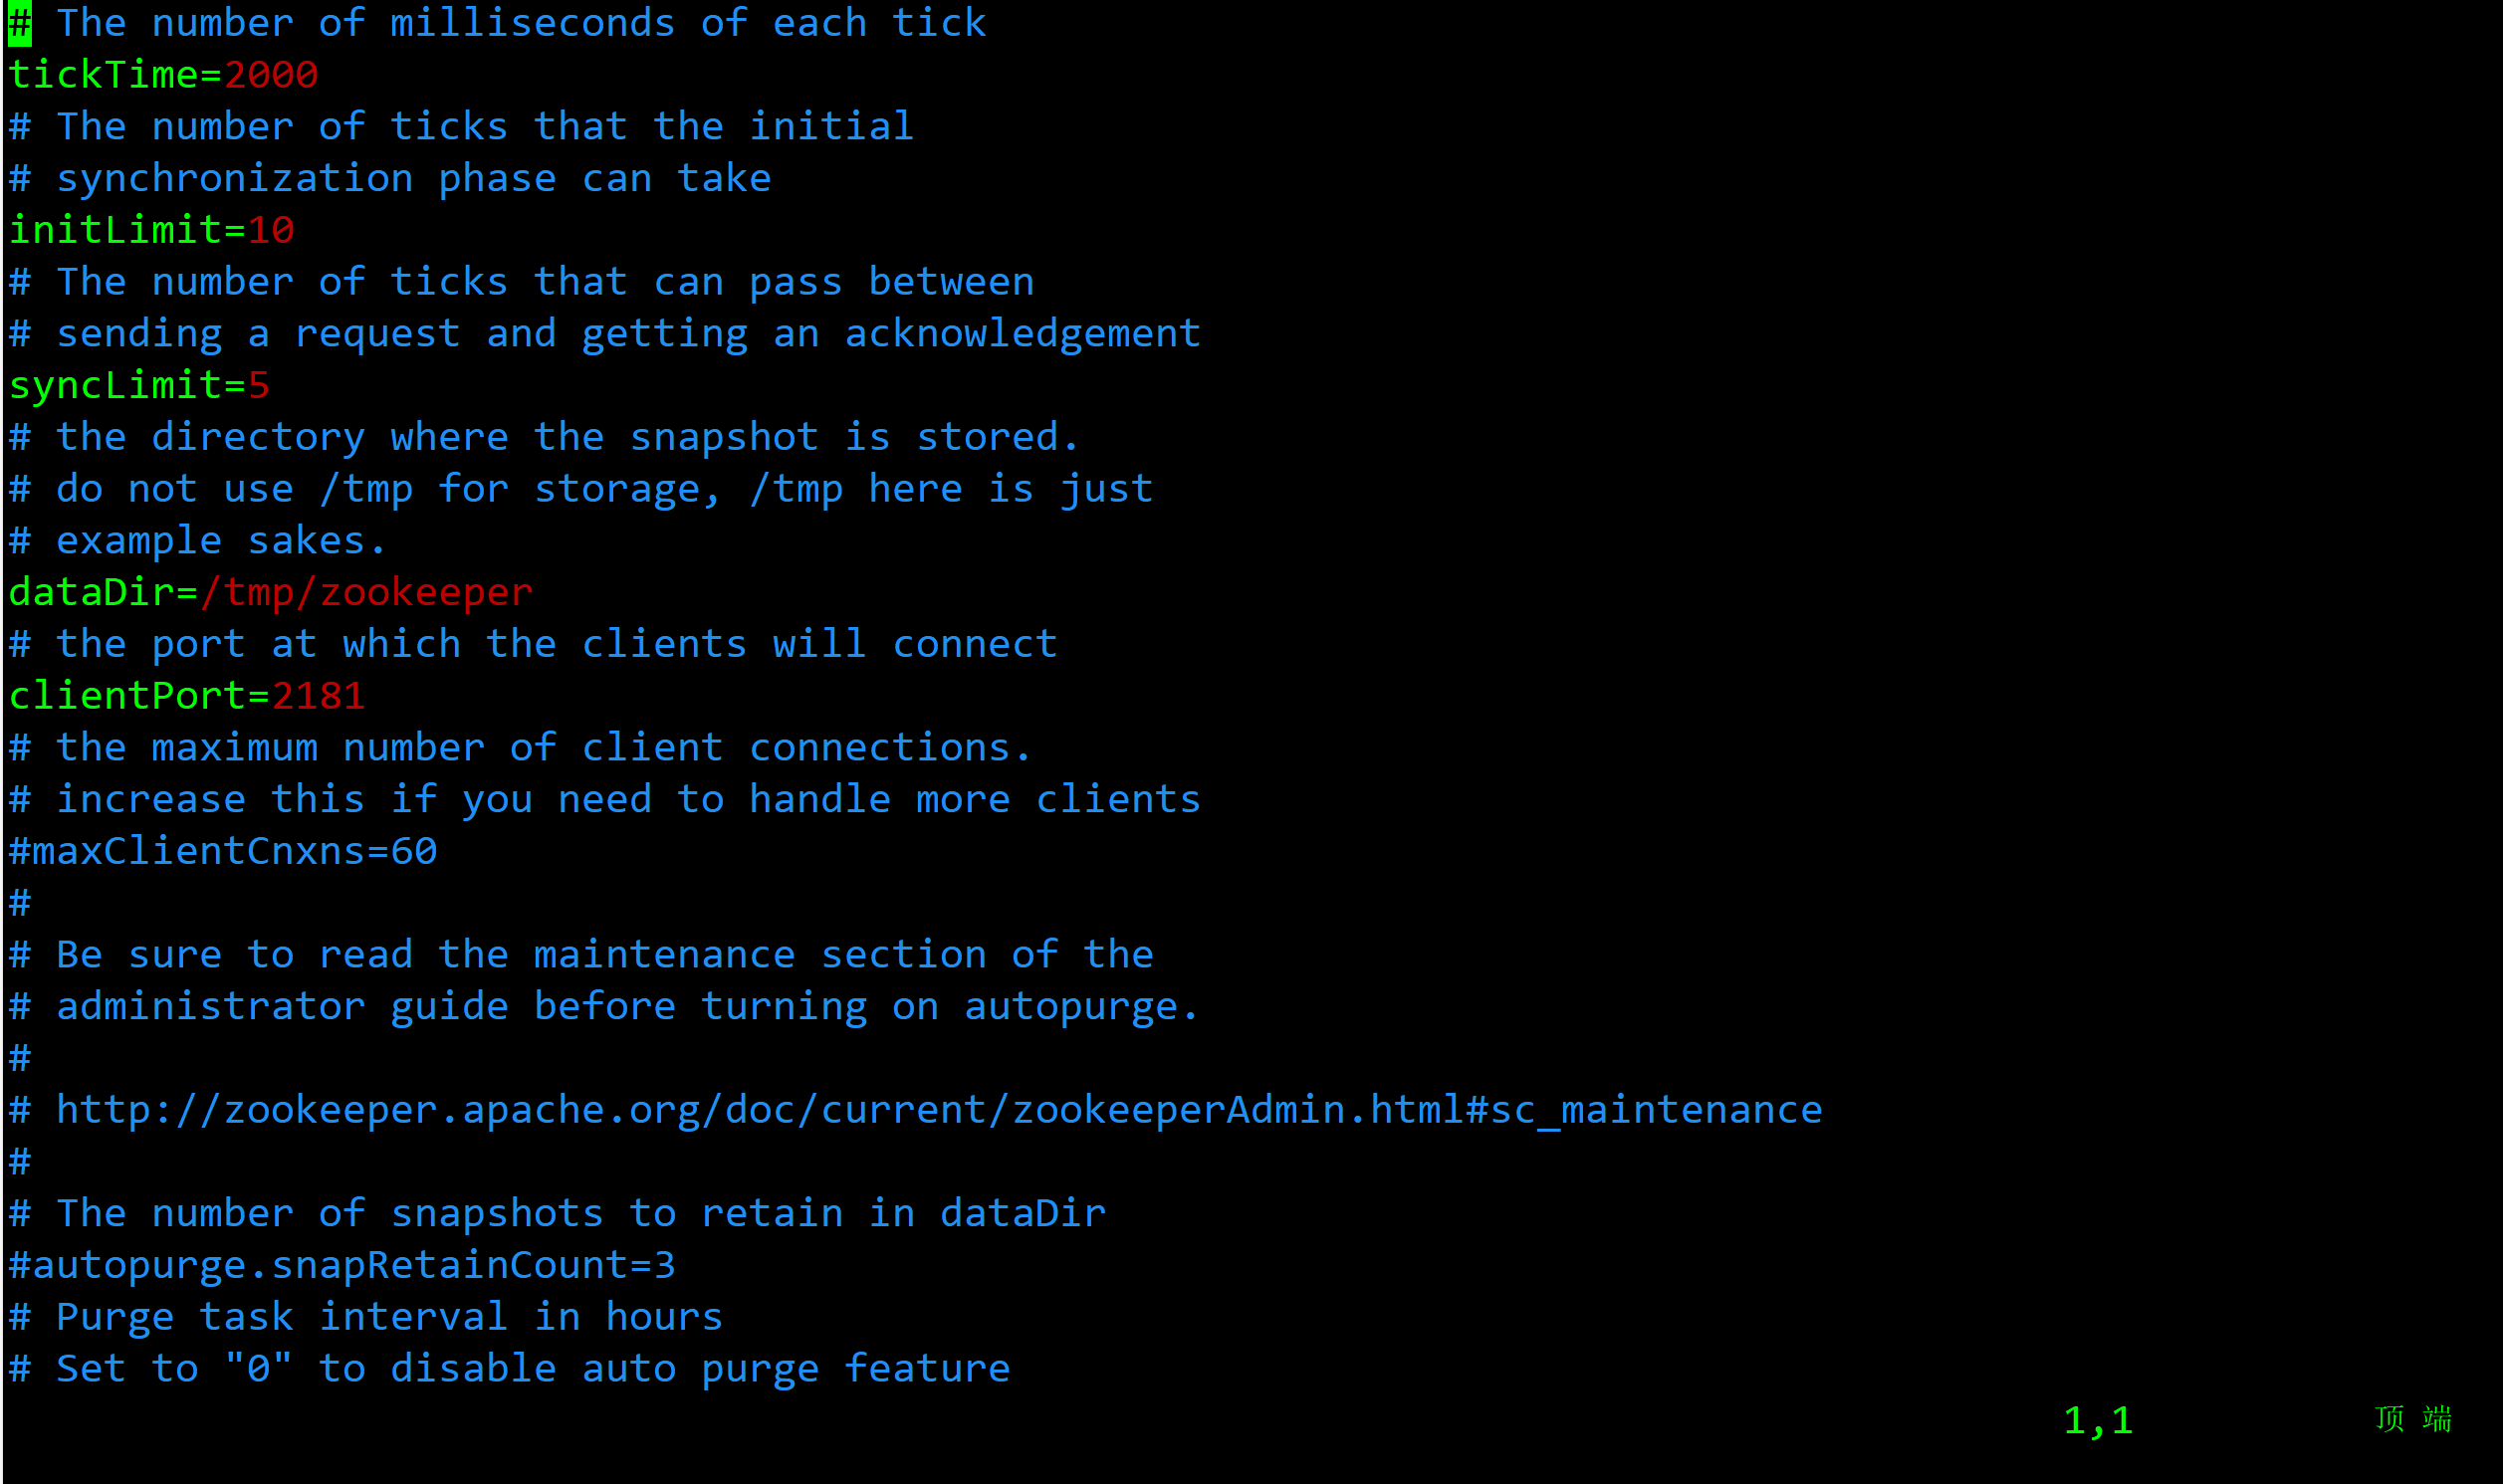 # The number of milliseconds of each tick
tickTime=2000
# The number of ticks that the initial
# synchronization phase can take
initLimit=10
# The number of ticks that can pass between
# sending a request and getting an acknowledgement
syncLimit=5
# the directory where the snapshot is stored.
# do not use /tmp for storage, /tmp here is just
# example sakes.
dataDir=/tmp/zookeeper
# the port at which the clients will connect
clientPort=2181
# the maximum number of client connections.
# increase this if you need to handle more clients
#maxClientCnxns=60
#
# Be sure to read the maintenance section of the
# administrator guide before turning on autopurge.
#
# http://zookeeper.apache.org/doc/current/zookeeperAdmin.html#sc_maintenance
#
# The number of snapshots to retain in dataDir
#autopurge.snapRetainCount=3
# Purge task interval in hours
# Set to "0" to disable auto purge feature
1,1 顶端